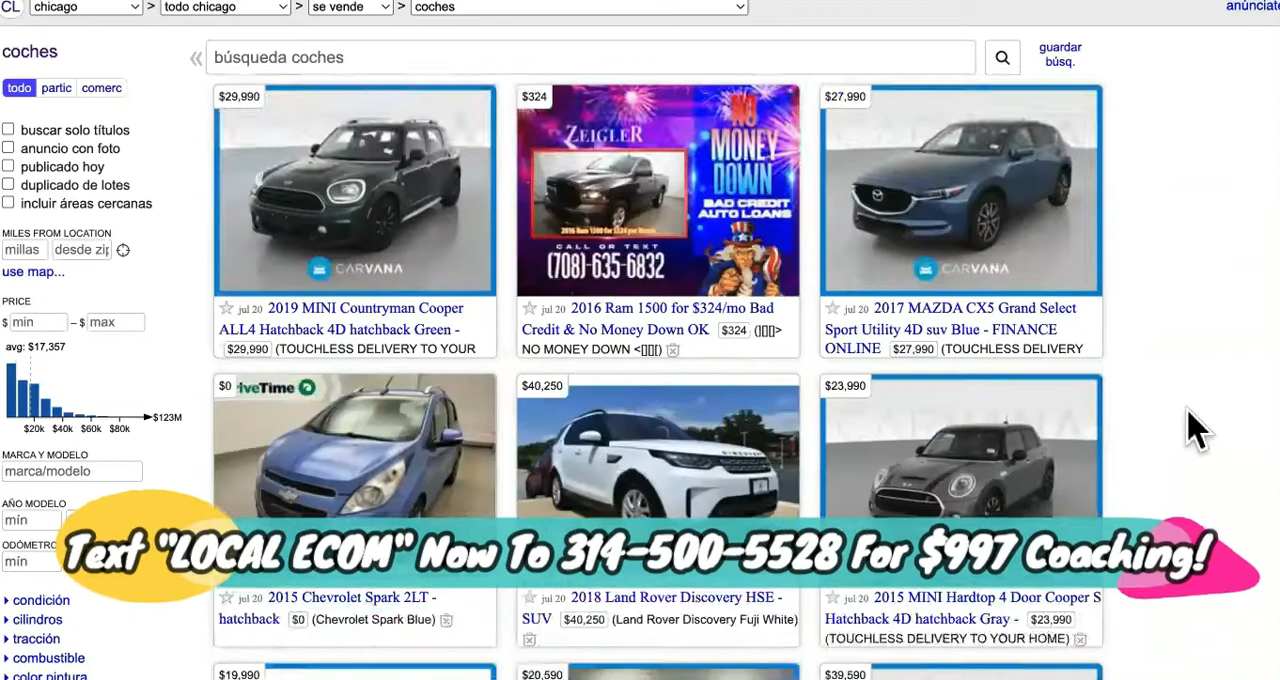 CL chicago > todo chicago > se vende > coches anúnciate
coches
búsqueda coches
guardar
búsq.
todo partic comerc
buscar solo títulos
anuncio con foto
publicado hoy
duplicado de lotes
incluir áreas cercanas
MILES FROM LOCATION
millas desde zip
use map...
PRICE
$ min – $ max
avg: $17,357
$123M
$20k $40k $60k $80k
MARCA Y MODELO
marca/modelo
AÑO MODELO
mín
ODÓMETRO
mín
condición
cilindros
tracción
combustible
color pintura
$29,990
CARVANA
jul 20 2019 MINI Countryman Cooper
ALL4 Hatchback 4D hatchback Green -
$29,990 (TOUCHLESS DELIVERY TO YOUR
$324
ZEIGLER
NO
MONEY
DOWN
BAD CREDIT
AUTO LOANS
2016 Ram 1500 for $324 per Month
CALL OR TEXT
(708)-635-6832
jul 20 2016 Ram 1500 for $324/mo Bad
Credit & No Money Down OK $324 (][][]>
NO MONEY DOWN <[][][)
$27,990
CARVANA
jul 20 2017 MAZDA CX5 Grand Select
Sport Utility 4D suv Blue - FINANCE
ONLINE $27,990 (TOUCHLESS DELIVERY
$0 riveTime
jul 20 2015 Chevrolet Spark 2LT -
hatchback $0 (Chevrolet Spark Blue)
$40,250
DISCOVERY
jul 20 2018 Land Rover Discovery HSE -
SUV $40,250 (Land Rover Discovery Fuji White)
$23,990
jul 20 2015 MINI Hardtop 4 Door Cooper S
Hatchback 4D hatchback Gray - $23,990
(TOUCHLESS DELIVERY TO YOUR HOME)
Text "LOCAL ECOM" Now To 314-500-5528 For $997 Coaching!
$19,990
$20,590
$39,590